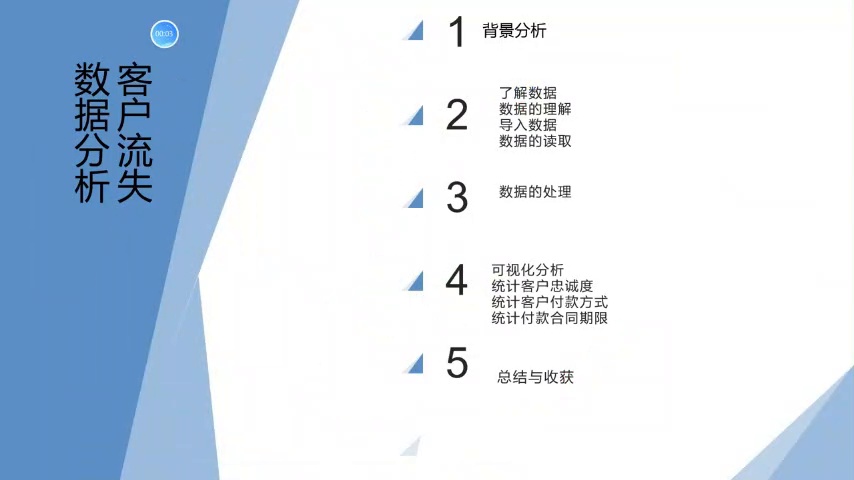 00:03
客户流失
数据分析
1
背景分析
2
了解数据
数据的理解
导入数据
数据的读取
3
数据的处理
4
可视化分析
统计客户忠诚度
统计客户付款方式
统计付款合同期限
5
总结与收获